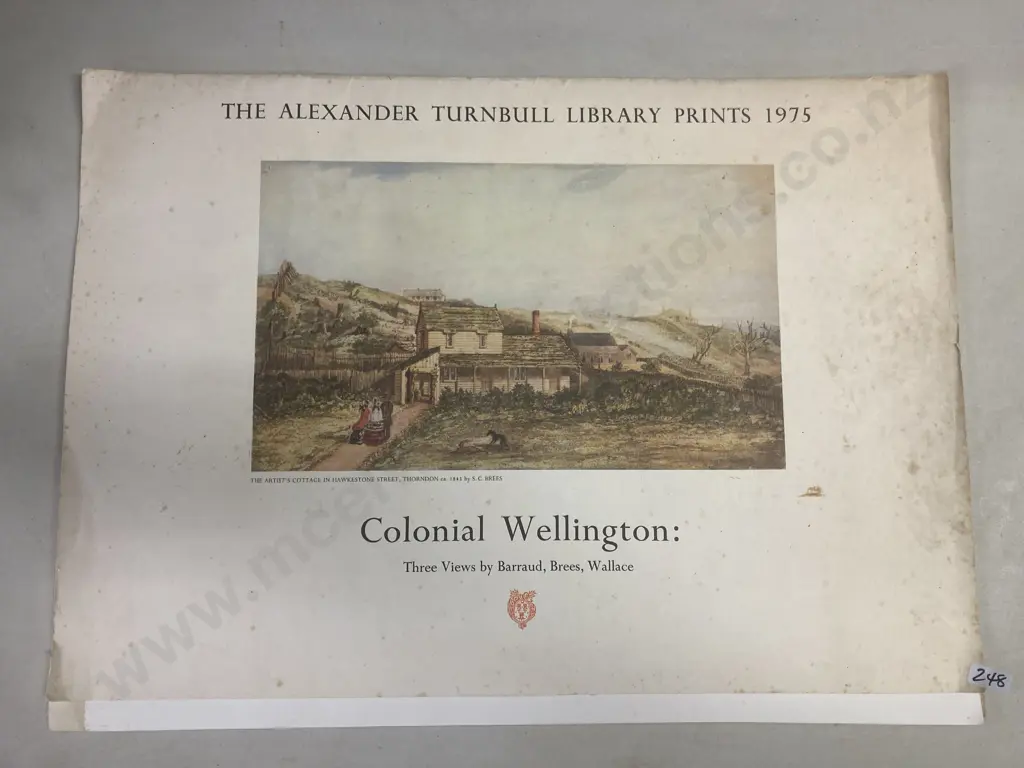 THE ALEXANDER TURNBULL LIBRARY PRINTS 1975
THE ARTIST'S COTTAGE IN HAWKESTONE STREET, THORNDON ca. 1845 by S. C. BREES
Colonial Wellington:
Three Views by Barraud, Brees, Wallace
248